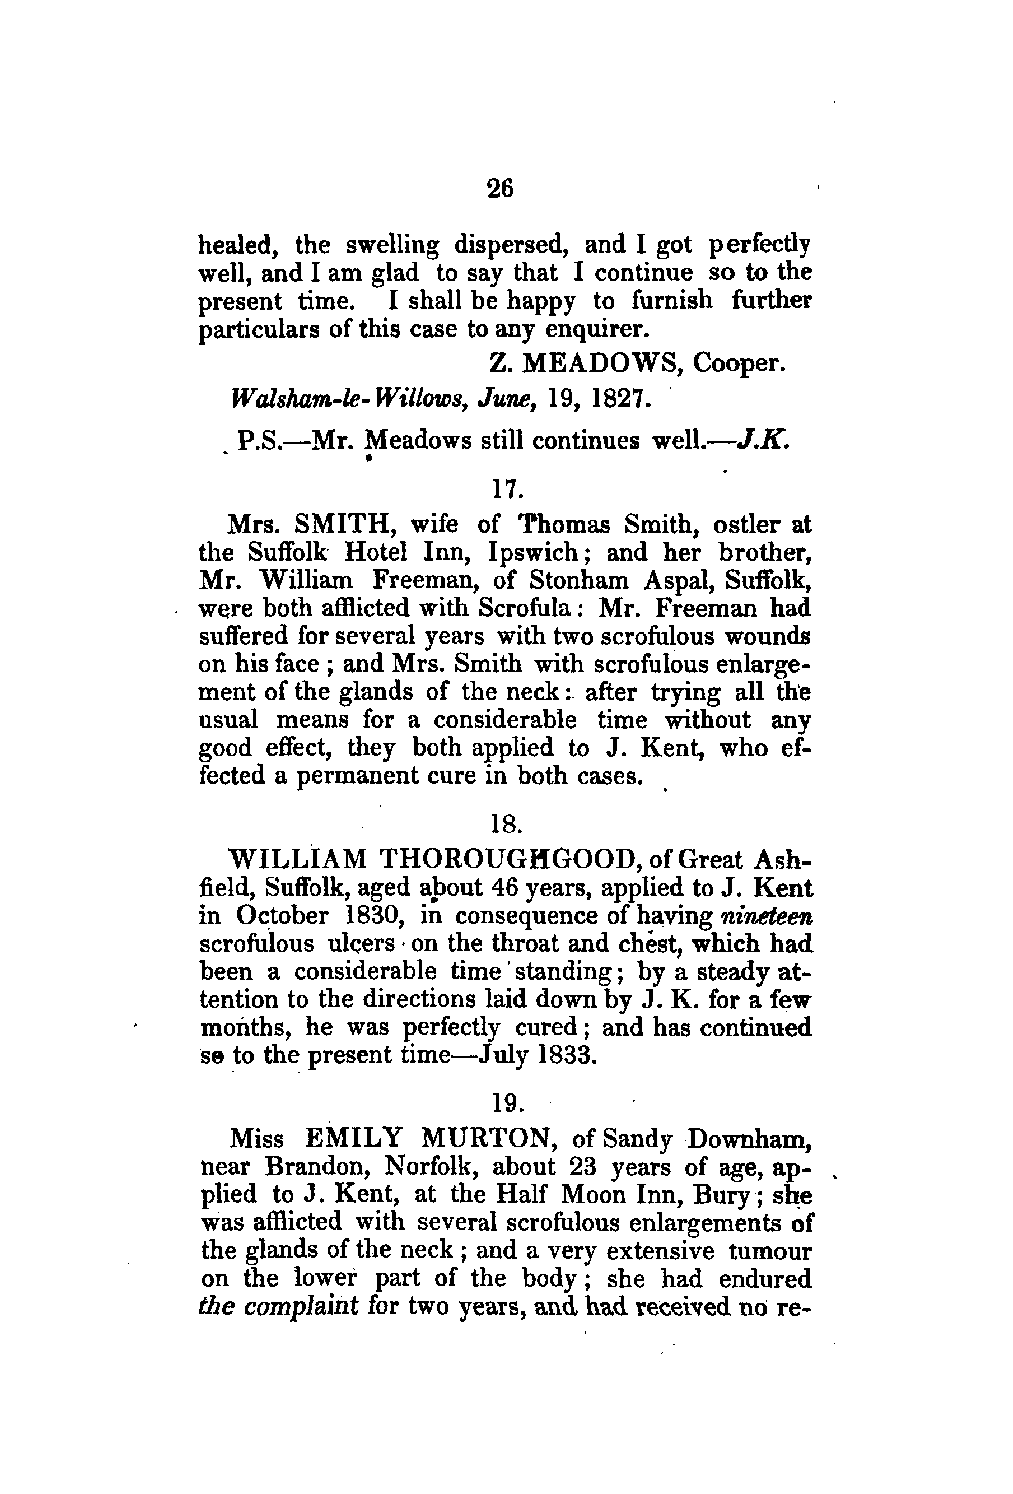 26
healed, the swelling dispersed, and I got perfectly
well, and I am glad to say that I continue so to the
present time. I shall be happy to furnish further
particulars of this case to any enquirer.
Z. MEADOWS, Cooper.
Walsham-le-Willows, June, 19, 1827.
P.S.—Mr. Meadows still continues well.—J.K.
17.
Mrs. SMITH, wife of Thomas Smith, ostler at
the Suffolk Hotel Inn, Ipswich; and her brother,
Mr. William Freeman, of Stonham Aspal, Suffolk,
were both afflicted with Scrofula: Mr. Freeman had
suffered for several years with two scrofulous wounds
on his face; and Mrs. Smith with scrofulous enlarge-
ment of the glands of the neck: after trying all the
usual means for a considerable time without any
good effect, they both applied to J. Kent, who ef-
fected a permanent cure in both cases.
18.
WILLIAM THOROUGHGOOD, of Great Ash-
field, Suffolk, aged about 46 years, applied to J. Kent
in October 1830, in consequence of having nineteen
scrofulous ulcers on the throat and chest, which had
been a considerable time standing; by a steady at-
tention to the directions laid down by J. K. for a few
months, he was perfectly cured; and has continued
so to the present time—July 1833.
19.
Miss EMILY MURTON, of Sandy Downham,
near Brandon, Norfolk, about 23 years of age, ap-
plied to J. Kent, at the Half Moon Inn, Bury; she
was afflicted with several scrofulous enlargements of
the glands of the neck; and a very extensive tumour
on the lower part of the body; she had endured
the complaint for two years, and had received no re-